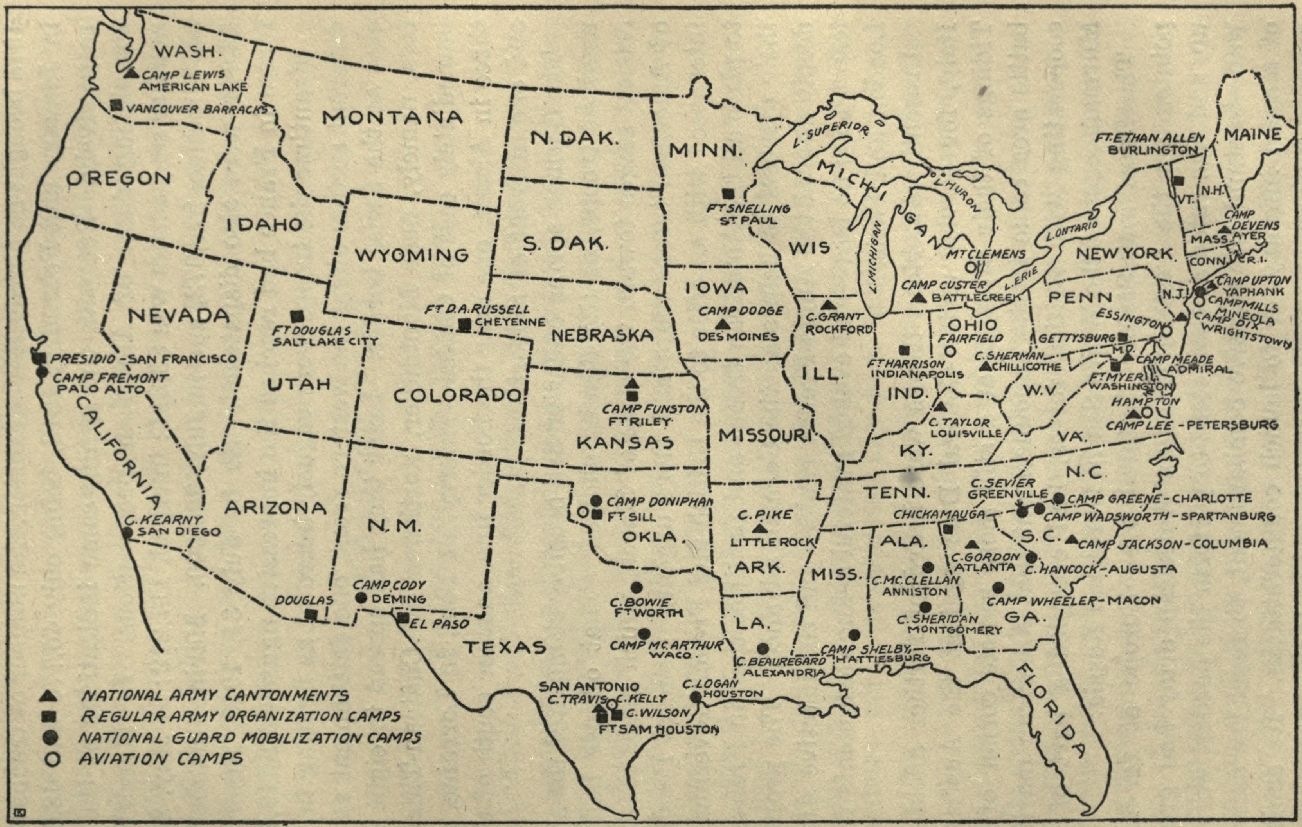 WASH.
CAMP LEWIS
AMERICAN LAKE
VANCOUVER BARRACKS
OREGON
MONTANA
IDAHO
WYOMING
N. DAK.
S. DAK.
MINN.
FT SNELLING
ST PAUL
L. SUPERIOR
MICHIGAN
L. HURON
L. MICHIGAN
WIS
MT CLEMENS
L. ERIE
L. ONTARIO
FT. ETHAN ALLEN
BURLINGTON
MAINE
VT.
N.H.
CAMP
DEVENS
AYER
MASS.
CONN.
R.I.
NEW YORK
CAMP UPTON
YAPHANK
CAMP MILLS
MINEOLA
CAMP DIX
WRIGHTSTOWN
N.J.
PENN
ESSINGTON
GETTYSBURG
M.D.
CAMP MEADE
ADMIRAL
FT MYER
WASHINGTON
HAMPTON
CAMP LEE - PETERSBURG
NEVADA
FT DOUGLAS
SALT LAKE CITY
UTAH
FT D.A. RUSSELL
CHEYENNE
COLORADO
NEBRASKA
IOWA
CAMP DODGE
DES MOINES
C. GRANT
ROCKFORD
CAMP CUSTER
BATTLECREEK
OHIO
FAIRFIELD
C. SHERMAN
CHILLICOTHE
FT HARRISON
INDIANAPOLIS
IND.
ILL
W.V
VA.
C. TAYLOR
LOUISVILLE
KY.
PRESIDIO - SAN FRANCISCO
CAMP FREMONT
PALO ALTO
CALIFORNIA
C. KEARNY
SAN DIEGO
ARIZONA
N.M.
CAMP FUNSTON
FT RILEY
KANSAS
MISSOURI
CAMP DONIPHAN
FT SILL
OKLA.
C. PIKE
LITTLE ROCK
ARK.
TENN.
CHICKAMAUGA
N.C.
C. SEVIER
GREENVILLE
CAMP GREENE - CHARLOTTE
CAMP WADSWORTH - SPARTANBURG
S.C.
CAMP JACKSON - COLUMBIA
C. HANCOCK - AUGUSTA
C. GORDON
ATLANTA
CAMP WHEELER - MACON
GA.
ALA.
C. MC. CLELLAN
ANNISTON
C. SHERIDAN
MONTGOMERY
MISS.
CAMP SHELBY
HATTIESBURG
DOUGLAS
CAMP CODY
DEMING
EL PASO
TEXAS
C. BOWIE
FT WORTH
CAMP MC. ARTHUR
WACO.
LA.
C. BEAUREGARD
ALEXANDRIA
C. LOGAN
HOUSTON
SAN ANTONIO
C. TRAVIS
C. KELLY
C. WILSON
FT SAM HOUSTON
FLORIDA
NATIONAL ARMY CANTONMENTS
REGULAR ARMY ORGANIZATION CAMPS
NATIONAL GUARD MOBILIZATION CAMPS
AVIATION CAMPS